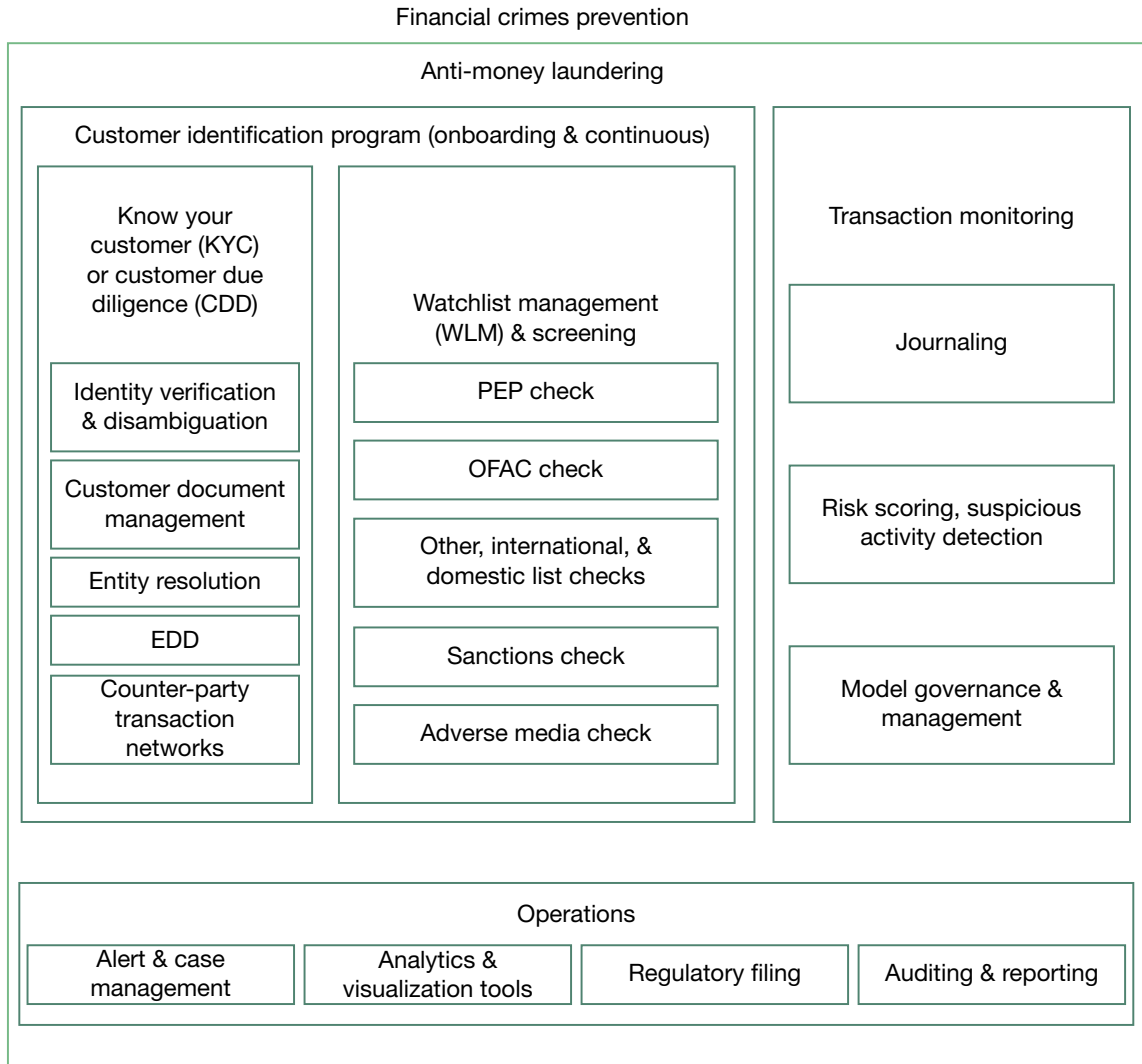 Financial crimes prevention
Anti-money laundering
Customer identification program (onboarding & continuous)
Know your
customer (KYC)
or customer due
diligence (CDD)
Identity verification
& disambiguation
Customer document
management
Entity resolution
EDD
Counter-party
transaction
networks
Watchlist management
(WLM) & screening
PEP check
OFAC check
Other, international, &
domestic list checks
Sanctions check
Adverse media check
Transaction monitoring
Journaling
Risk scoring, suspicious
activity detection
Model governance &
management
Operations
Alert & case
management
Analytics &
visualization tools
Regulatory filing
Auditing & reporting